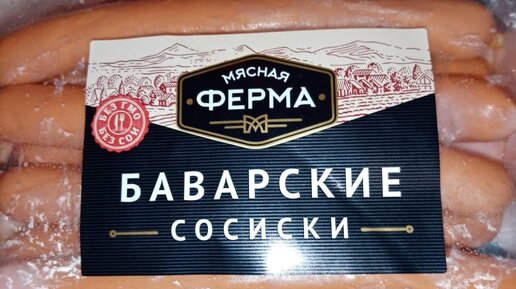 МЯСНАЯ
ФЕРМА
БЕЗ ГМО
БЕЗ СОИ
БАВАРСКИЕ
СОСИСКИ